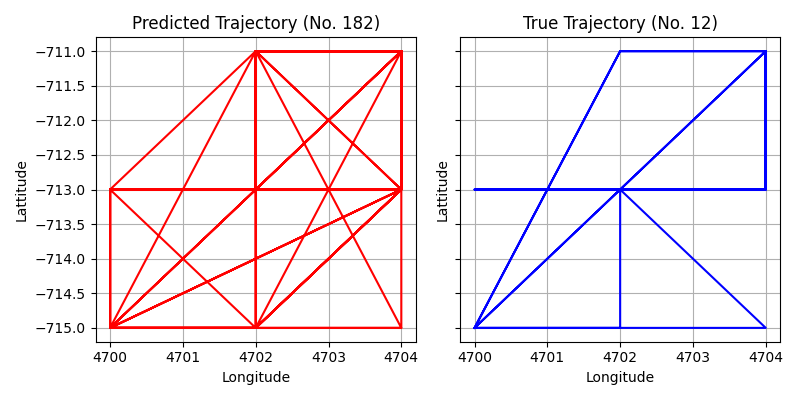 Predicted Trajectory (No. 182)
True Trajectory (No. 12)
−711.0
−711.5
−712.0
−712.5
−713.0
−713.5
−714.0
−714.5
−715.0
Lattitude
Lattitude
4700 4701 4702 4703 4704
4700 4701 4702 4703 4704
Longitude
Longitude